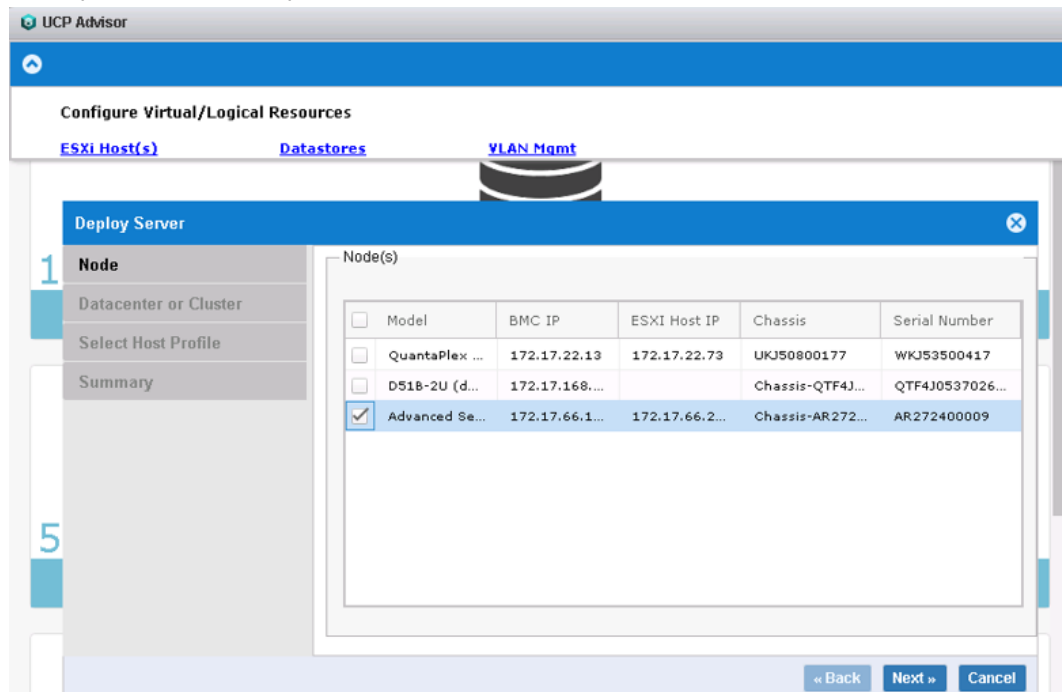 UCP Advisor
Configure Virtual/Logical Resources
ESXi Host(s) Datastores VLAN Mgmt
Deploy Server
1
Node
Datacenter or Cluster
Select Host Profile
Summary
5
Node(s)
Model BMC IP ESXI Host IP Chassis Serial Number
QuantaPlex ... 172.17.22.13 172.17.22.73 UKJ50800177 WKJ53500417
D51B-2U (d... 172.17.168.... Chassis-QTF4J... QTF4J0537026...
Advanced Se... 172.17.66.1... 172.17.66.2... Chassis-AR272... AR272400009
« Back Next » Cancel